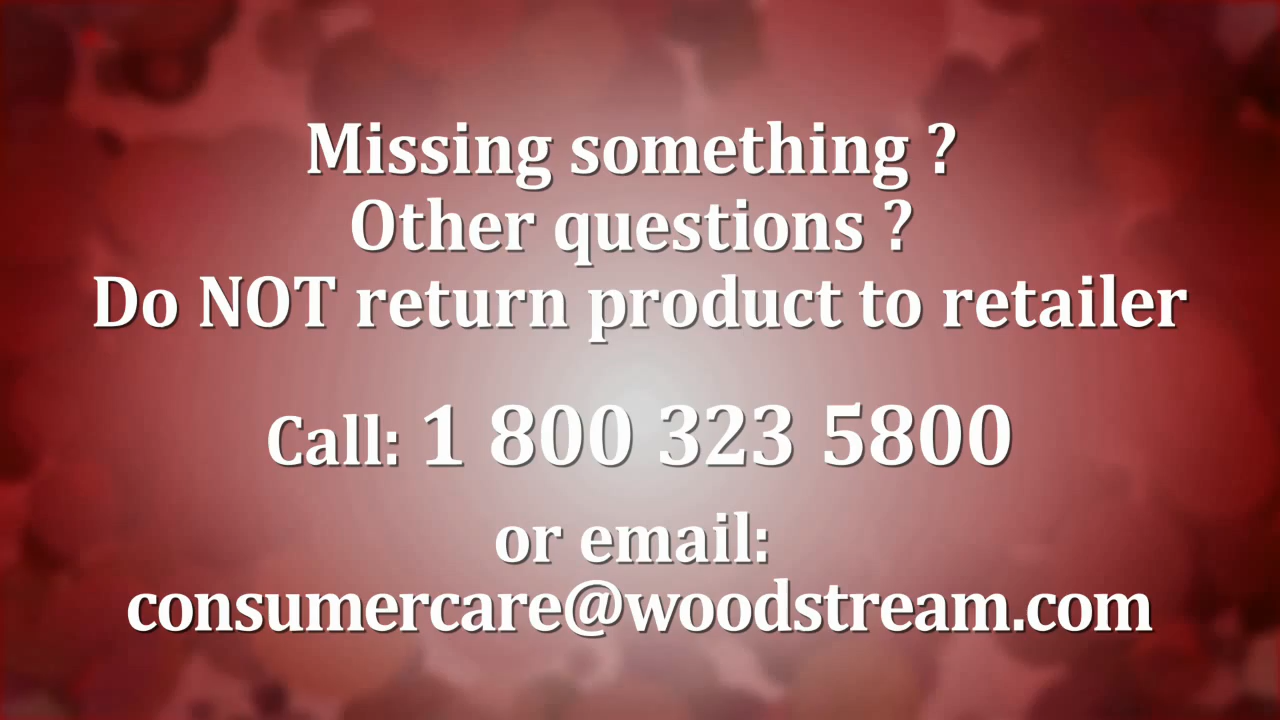 Missing something ?
Other questions ?
Do NOT return product to retailer
Call: 1 800 323 5800
or email:
consumercare@woodstream.com